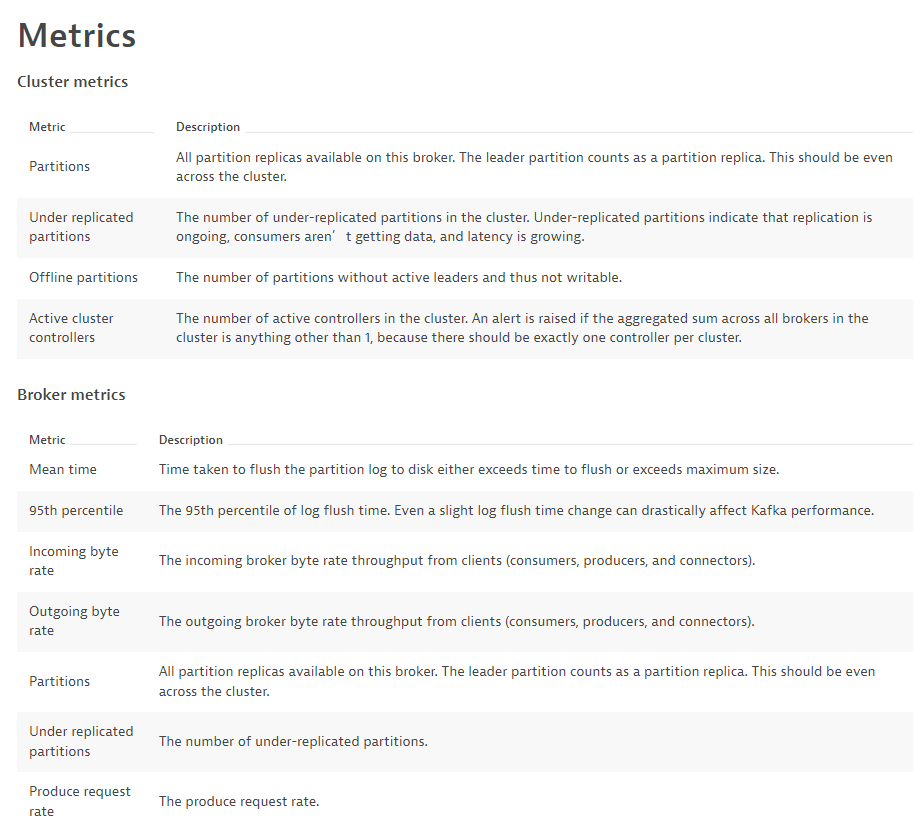 Metrics
Cluster metrics
Metric Description
Partitions
All partition replicas available on this broker. The leader partition counts as a partition replica. This should be even
across the cluster.
Under replicated
partitions
The number of under-replicated partitions in the cluster. Under-replicated partitions indicate that replication is
ongoing, consumers aren’t getting data, and latency is growing.
Offline partitions The number of partitions without active leaders and thus not writable.
Active cluster
controllers
The number of active controllers in the cluster. An alert is raised if the aggregated sum across all brokers in the
cluster is anything other than 1, because there should be exactly one controller per cluster.
Broker metrics
Metric Description
Mean time Time taken to flush the partition log to disk either exceeds time to flush or exceeds maximum size.
95th percentile The 95th percentile of log flush time. Even a slight log flush time change can drastically affect Kafka performance.
Incoming byte
rate
The incoming broker byte rate throughput from clients (consumers, producers, and connectors).
Outgoing byte
rate
The outgoing broker byte rate throughput from clients (consumers, producers, and connectors).
Partitions
All partition replicas available on this broker. The leader partition counts as a partition replica. This should be even
across the cluster.
Under replicated
partitions
The number of under-replicated partitions.
Produce request
rate
The produce request rate.